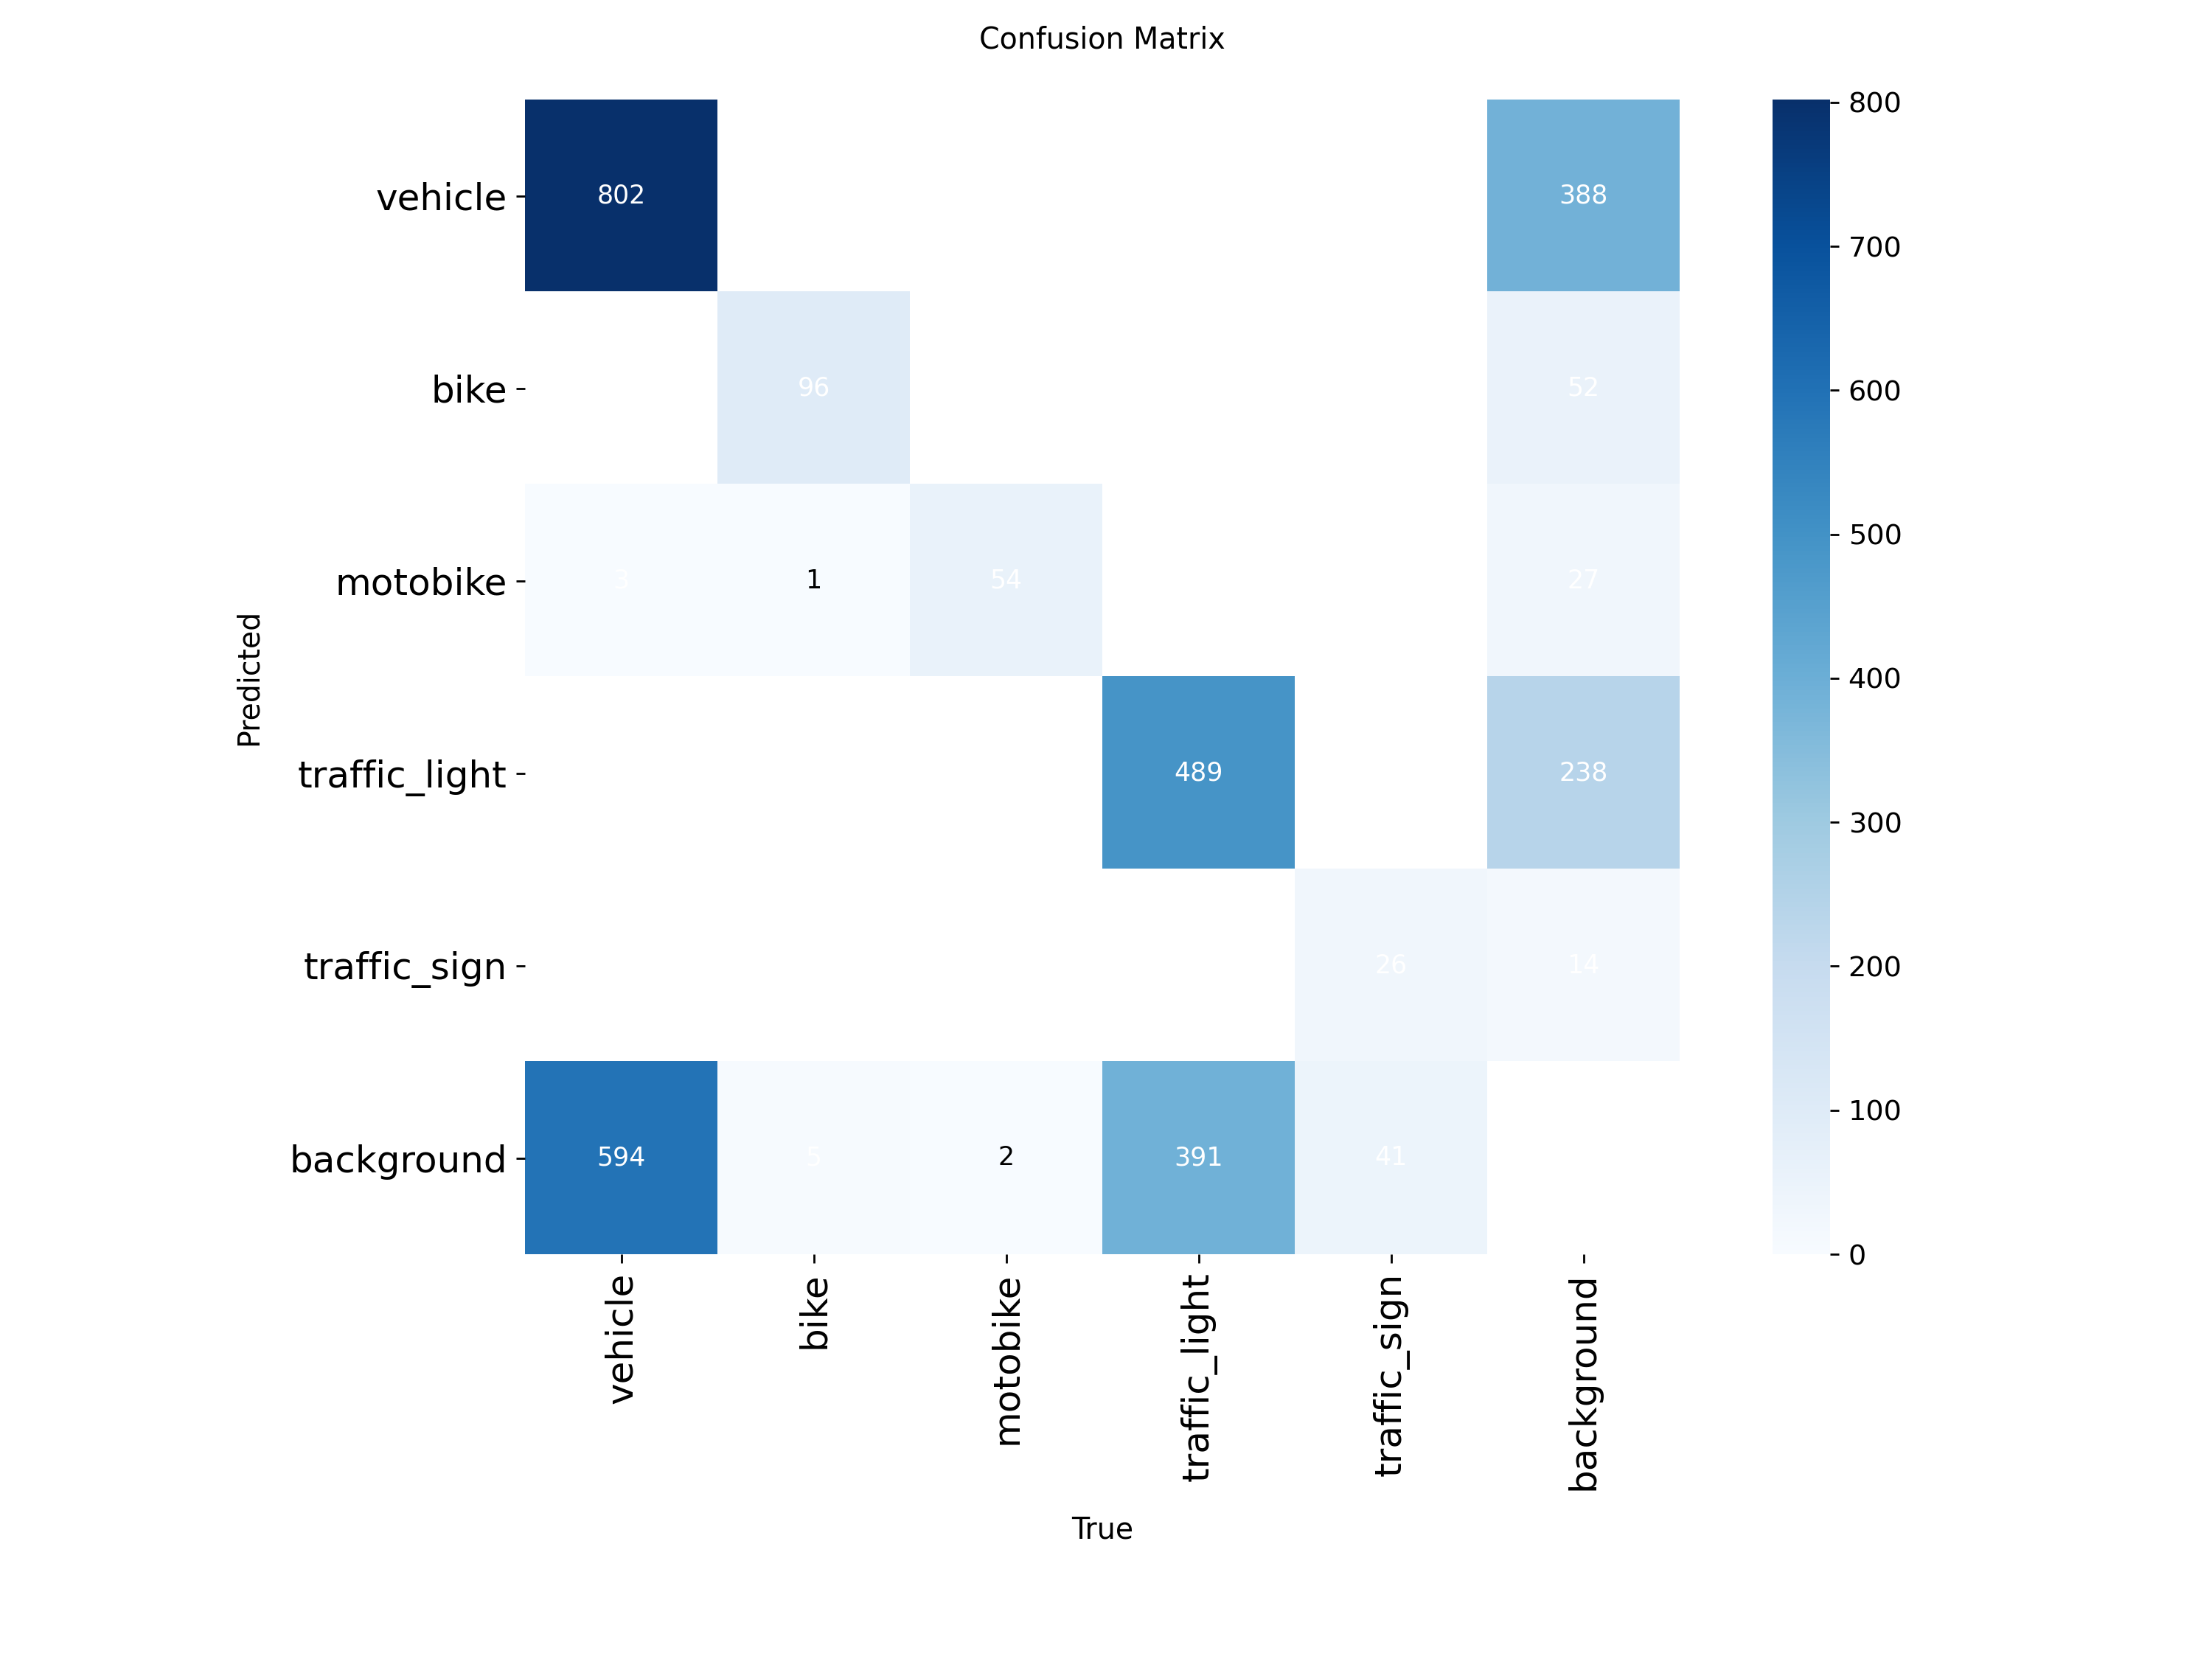 Confusion Matrix
vehicle 802 388 800
700
bike 96 52 600
500
motobike 3 1 54 27
Predicted
400
traffic_light 489 238
300
traffic_sign 26 14 200
100
background 594 5 2 391 41
0
vehicle bike motobike traffic_light traffic_sign background
True